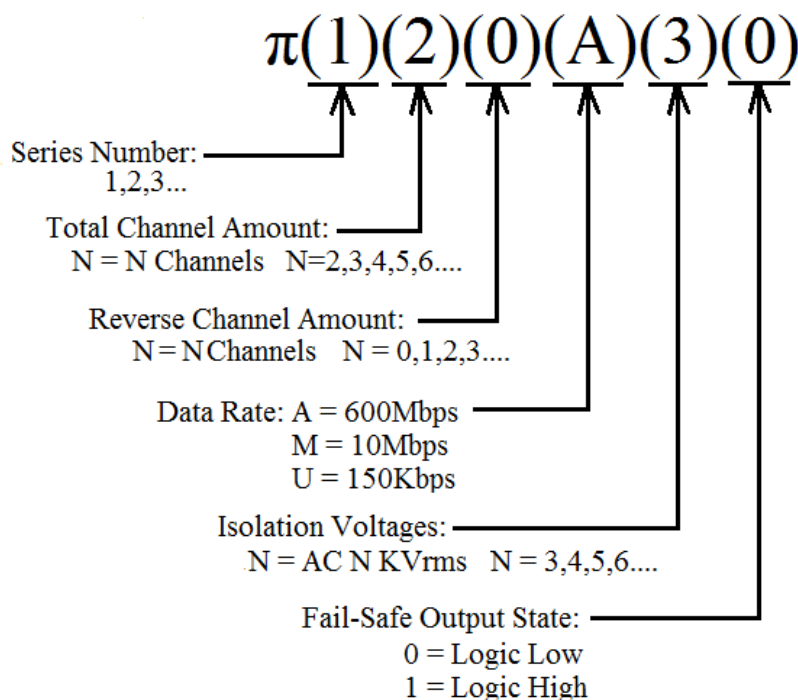 π(1)(2)(0)(A)(3)(0)
Series Number:
1,2,3...
Total Channel Amount:
N = N Channels N=2,3,4,5,6....
Reverse Channel Amount:
N = N Channels N = 0,1,2,3....
Data Rate: A = 600Mbps
M = 10Mbps
U = 150Kbps
Isolation Voltages:
N = AC N KVrms N = 3,4,5,6....
Fail-Safe Output State:
0 = Logic Low
1 = Logic High